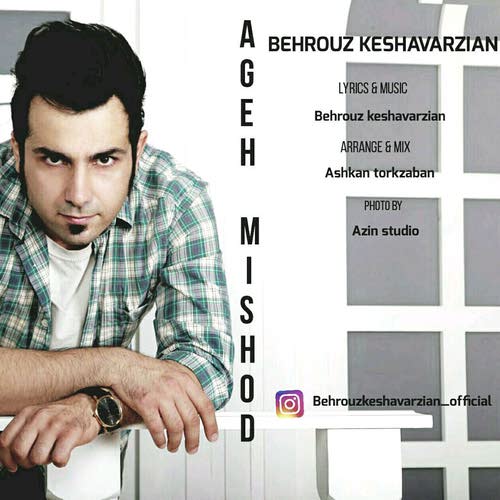 AGEH MISHOD
BEHROUZ KESHAVARZIAN
LYRICS & MUSIC
Behrouz keshavarzian
ARRANGE & MIX
Ashkan torkzaban
PHOTO BY
Azin studio
Behrouzkeshavarzian_official